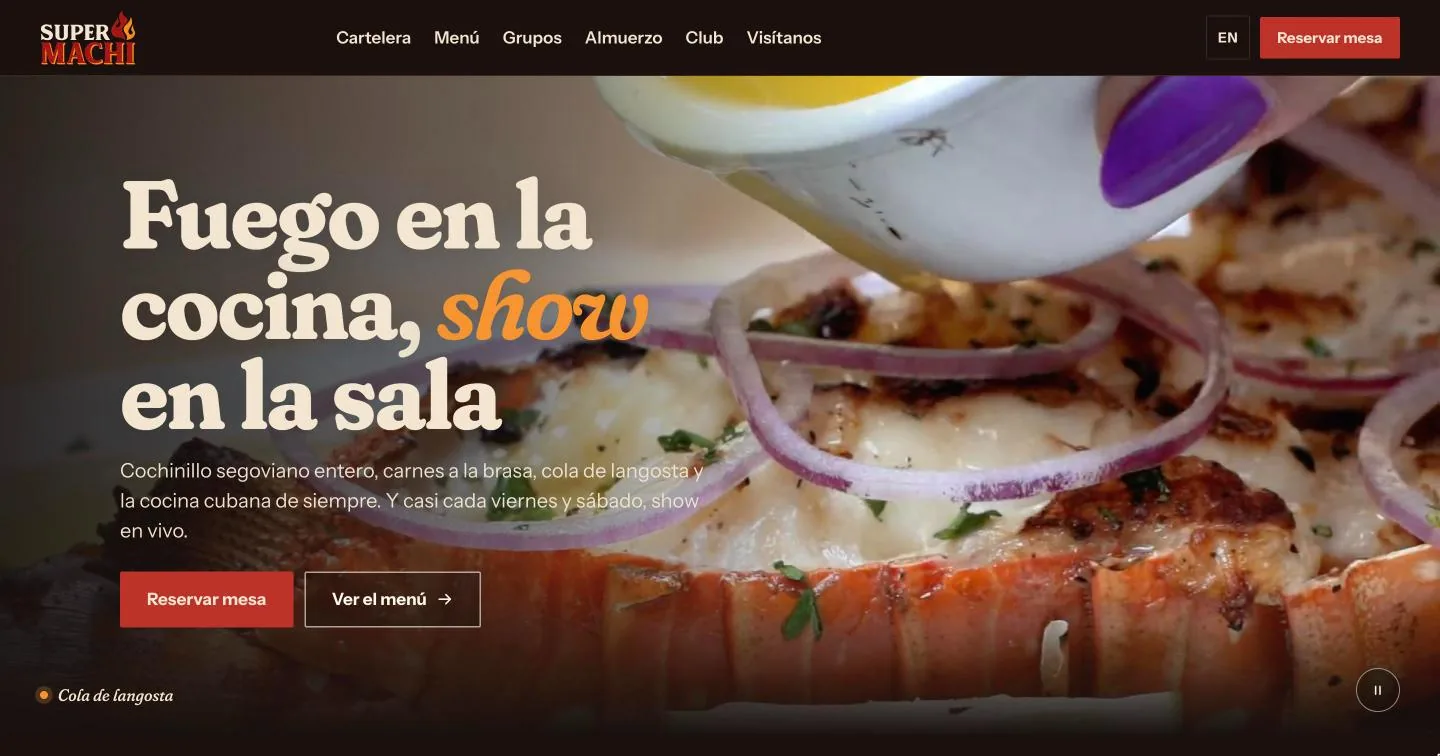 SUPER
MACHI
Cartelera Menú Grupos Almuerzo Club Visítanos
EN
Reservar mesa
Fuego en la
cocina, show
en la sala
Cochinillo segoviano entero, carnes a la brasa, cola de langosta y
la cocina cubana de siempre. Y casi cada viernes y sábado, show
en vivo.
Reservar mesa
Ver el menú →
Cola de langosta